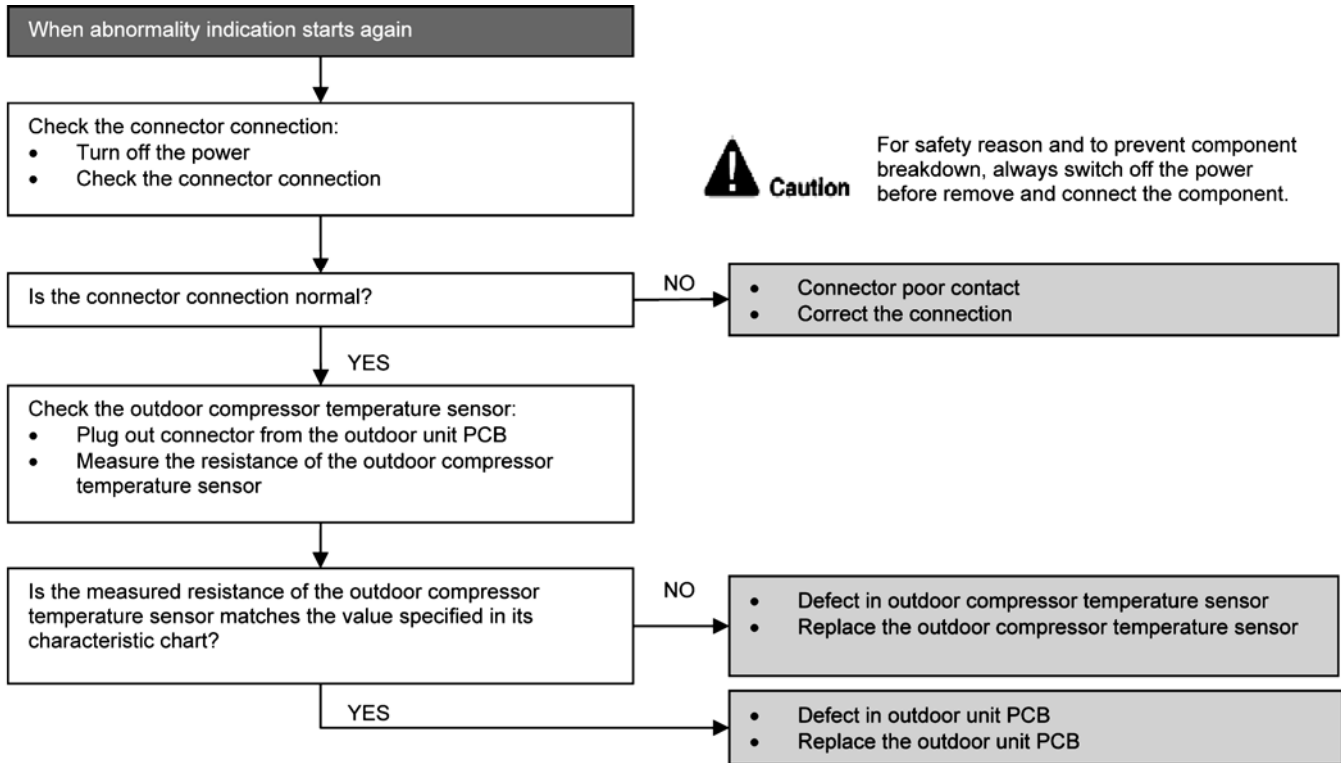 When abnormality indication starts again
Check the connector connection:
• Turn off the power
• Check the connector connection
Caution
For safety reason and to prevent component
breakdown, always switch off the power
before remove and connect the component.
Is the connector connection normal?
NO
• Connector poor contact
• Correct the connection
YES
Check the outdoor compressor temperature sensor:
• Plug out connector from the outdoor unit PCB
• Measure the resistance of the outdoor compressor
temperature sensor
Is the measured resistance of the outdoor compressor
temperature sensor matches the value specified in its
characteristic chart?
NO
• Defect in outdoor compressor temperature sensor
• Replace the outdoor compressor temperature sensor
YES
• Defect in outdoor unit PCB
• Replace the outdoor unit PCB